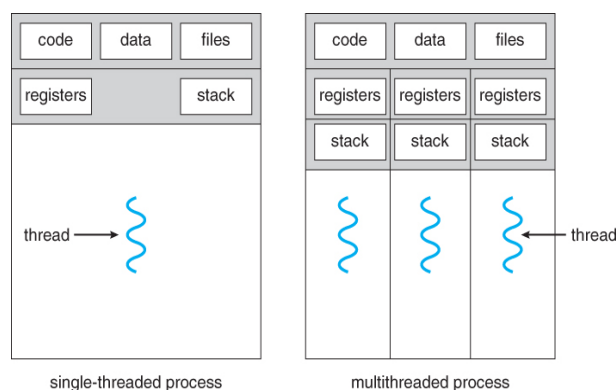 code data files
registers stack
thread
single-threaded process
code data files
registers registers registers
stack stack stack
thread
multithreaded process